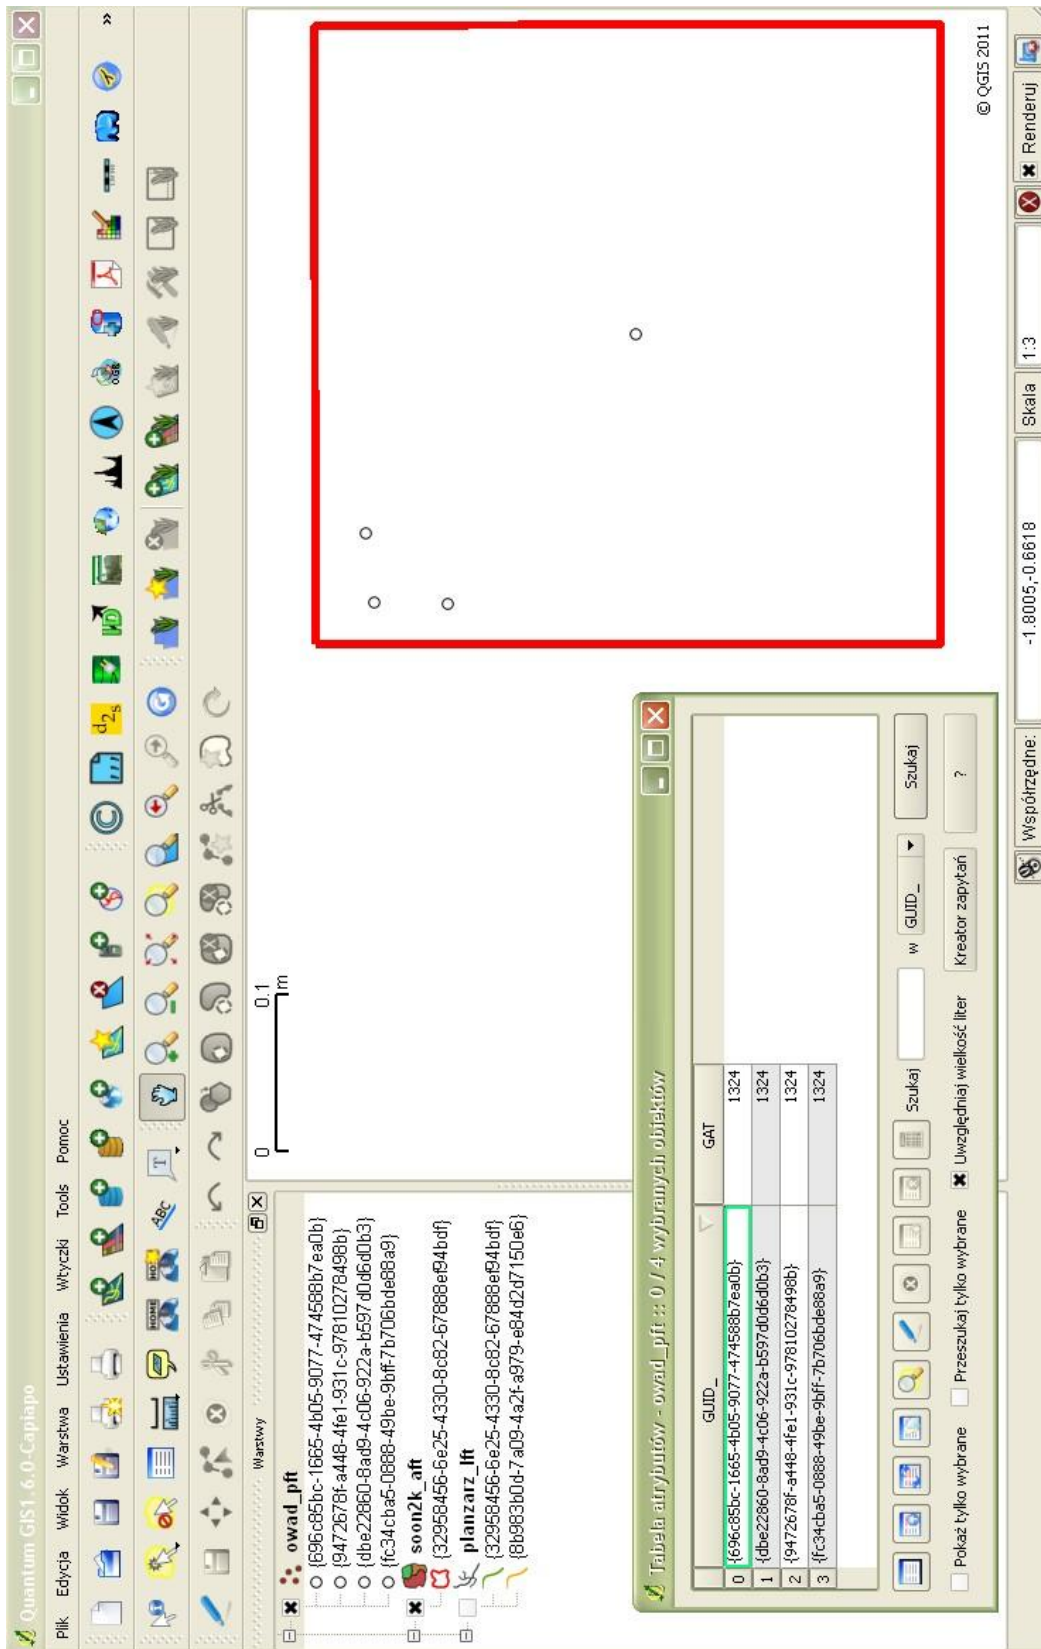 Quantum GIS1.6.0-Capiapo
Plik Edycja Widok Warstwa Ustawienia Wtyczki Tools Pomoc
d2s
ABC
T
Warstwy
owad_pft
{696c85bc-1665-4b05-9077-474588b7ea0b}
{9472678f-a448-4fe1-931c-97810278498b}
{dbe22860-8ad9-4c06-922a-b597d0d6d0b3}
{fc34cba5-0888-49be-9bff-7b706bde88a9}
soon2k_aft
{32958456-6e25-4330-8c82-67888ef94bdf}
planzarz_lft
{32958456-6e25-4330-8c82-67888ef94bdf}
{8b983b0d-7a09-4a2f-a979-e84d2d7150e6}
0 0.1
m
© QGIS 2011
Tabela atrybutów - owad_pft :: 0 / 4 wybranych obiektów
GUID_ GAT
0 {696c85bc-1665-4b05-9077-474588b7ea0b} 1324
1 {dbe22860-8ad9-4c06-922a-b597d0d6d0b3} 1324
2 {9472678f-a448-4fe1-931c-97810278498b} 1324
3 {fc34cba5-0888-49be-9bff-7b706bde88a9} 1324
Szukaj w GUID_ Szukaj
Pokaż tylko wybrane Przeszukaj tylko wybrane Uwzględniaj wielkość liter Kreator zapytań ?
Współrzędne: -1.8005,-0.6618 Skala 1:3 Renderuj